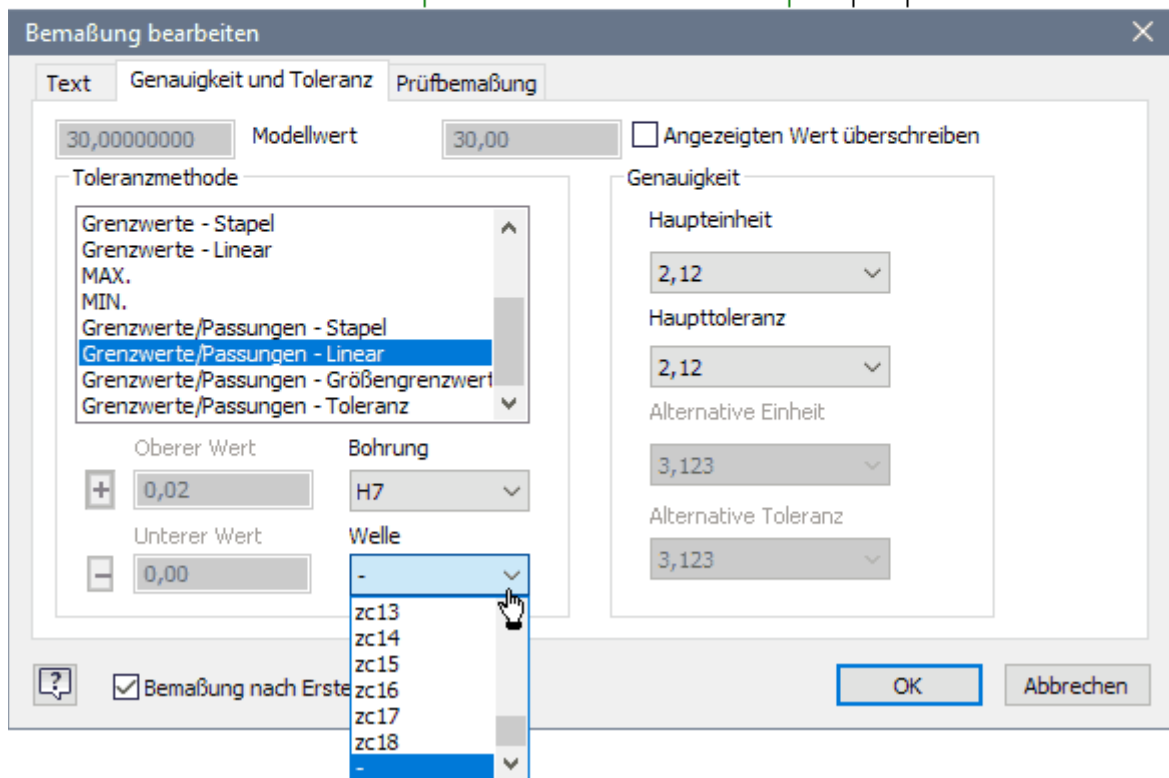 Bemaßung bearbeiten
Text Genauigkeit und Toleranz Prüfbemaßung
30,00000000 Modellwert 30,00 Angezeigten Wert überschreiben
Toleranzmethode
Grenzwerte - Stapel
Grenzwerte - Linear
MAX.
MIN.
Grenzwerte/Passungen - Stapel
Grenzwerte/Passungen - Linear
Grenzwerte/Passungen - Größengrenzwert
Grenzwerte/Passungen - Toleranz
Oberer Wert Bohrung
+ 0,02 H7
Unterer Wert Welle
- 0,00 -
zc13
zc14
zc15
zc16
zc17
zc18
-
Genauigkeit
Haupteinheit
2,12
Haupttoleranz
2,12
Alternative Einheit
3,123
Alternative Toleranz
3,123
? Bemaßung nach Erste
OK Abbrechen